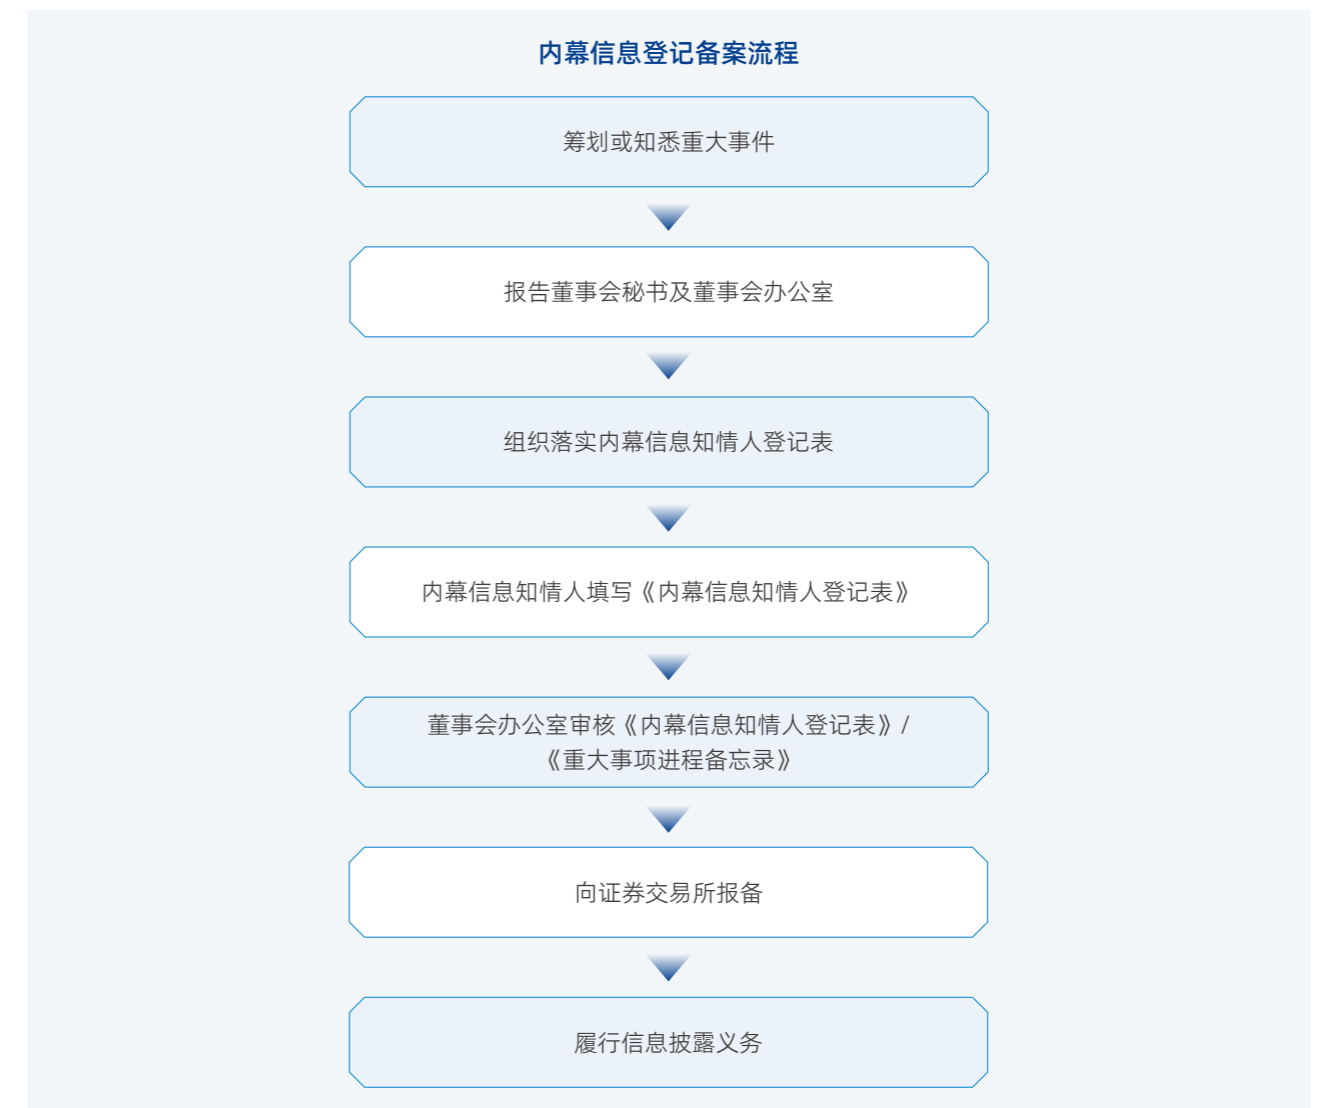 内幕信息登记备案流程
筹划或知悉重大事件
报告董事会秘书及董事会办公室
组织落实内幕信息知情人登记表
内幕信息知情人填写《内幕信息知情人登记表》
董事会办公室审核《内幕信息知情人登记表》/
《重大事项进程备忘录》
向证券交易所报备
履行信息披露义务